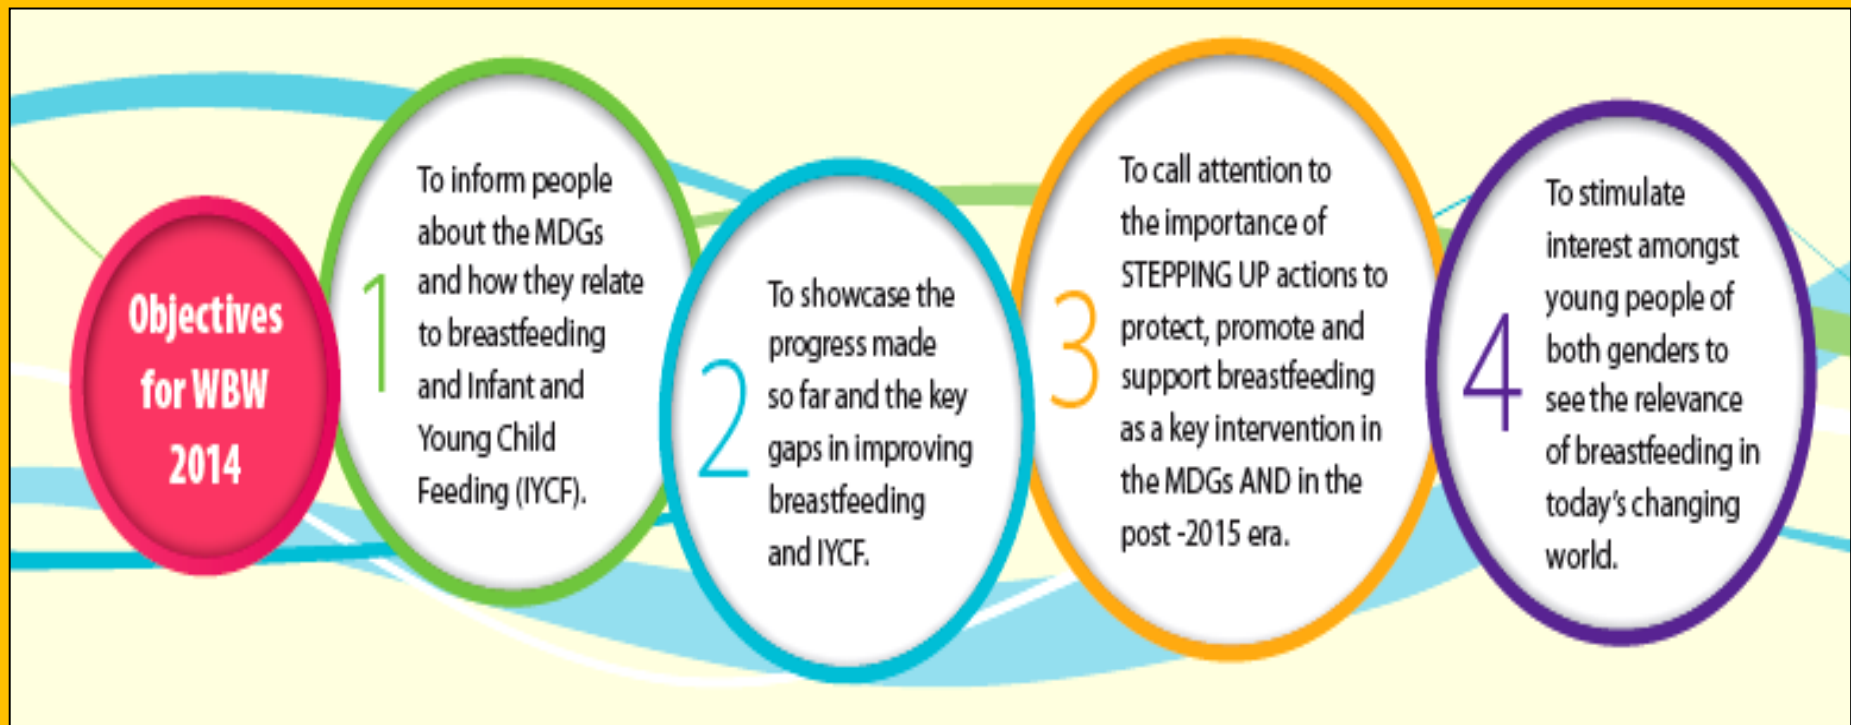 Objectives
for WBW
2014
1
To inform people
about the MDGs
and how they relate
to breastfeeding
and Infant and
Young Child
Feeding (IYCF).
2
To showcase the
progress made
so far and the key
gaps in improving
breastfeeding
and IYCF.
3
To call attention to
the importance of
STEPPING UP actions to
protect, promote and
support breastfeeding
as a key intervention in
the MDGs AND in the
post -2015 era.
4
To stimulate
interest amongst
young people of
both genders to
see the relevance
of breastfeeding in
today's changing
world.